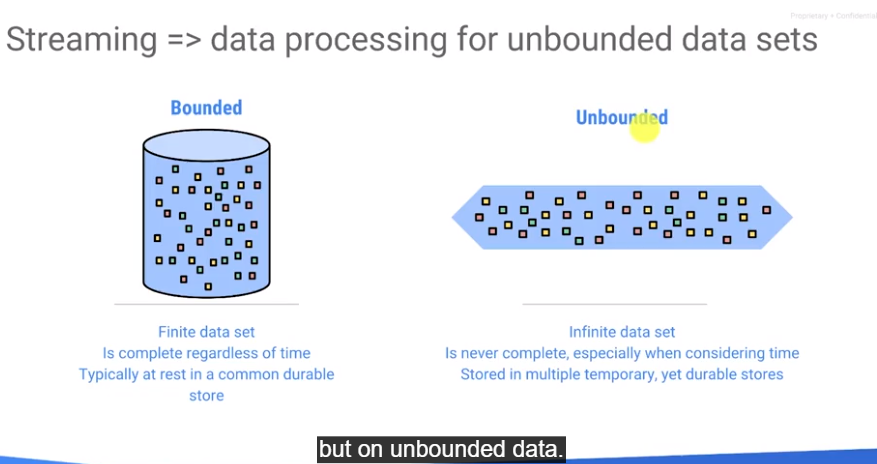 Proprietary + Confidential
Streaming => data processing for unbounded data sets
Bounded
Unbounded
Finite data set
Is complete regardless of time
Typically at rest in a common durable
store
Infinite data set
Is never complete, especially when considering time
Stored in multiple temporary, yet durable stores
but on unbounded data.